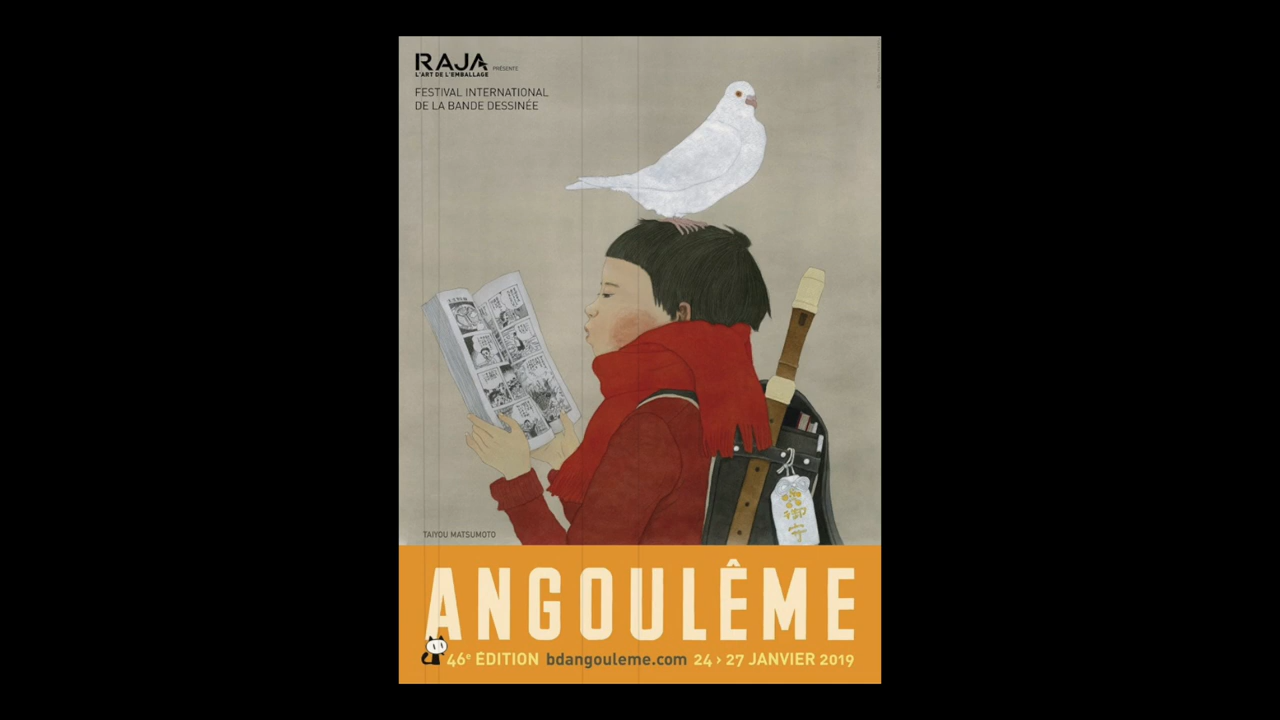 RAJA
L'ART DE L'EMBALLAGE
PRÉSENTE
FESTIVAL INTERNATIONAL
DE LA BANDE DESSINÉE
御
守
TAIYOU MATSUMOTO
ANGOULÊME
46e ÉDITION bdangouleme.com 24 › 27 JANVIER 2019